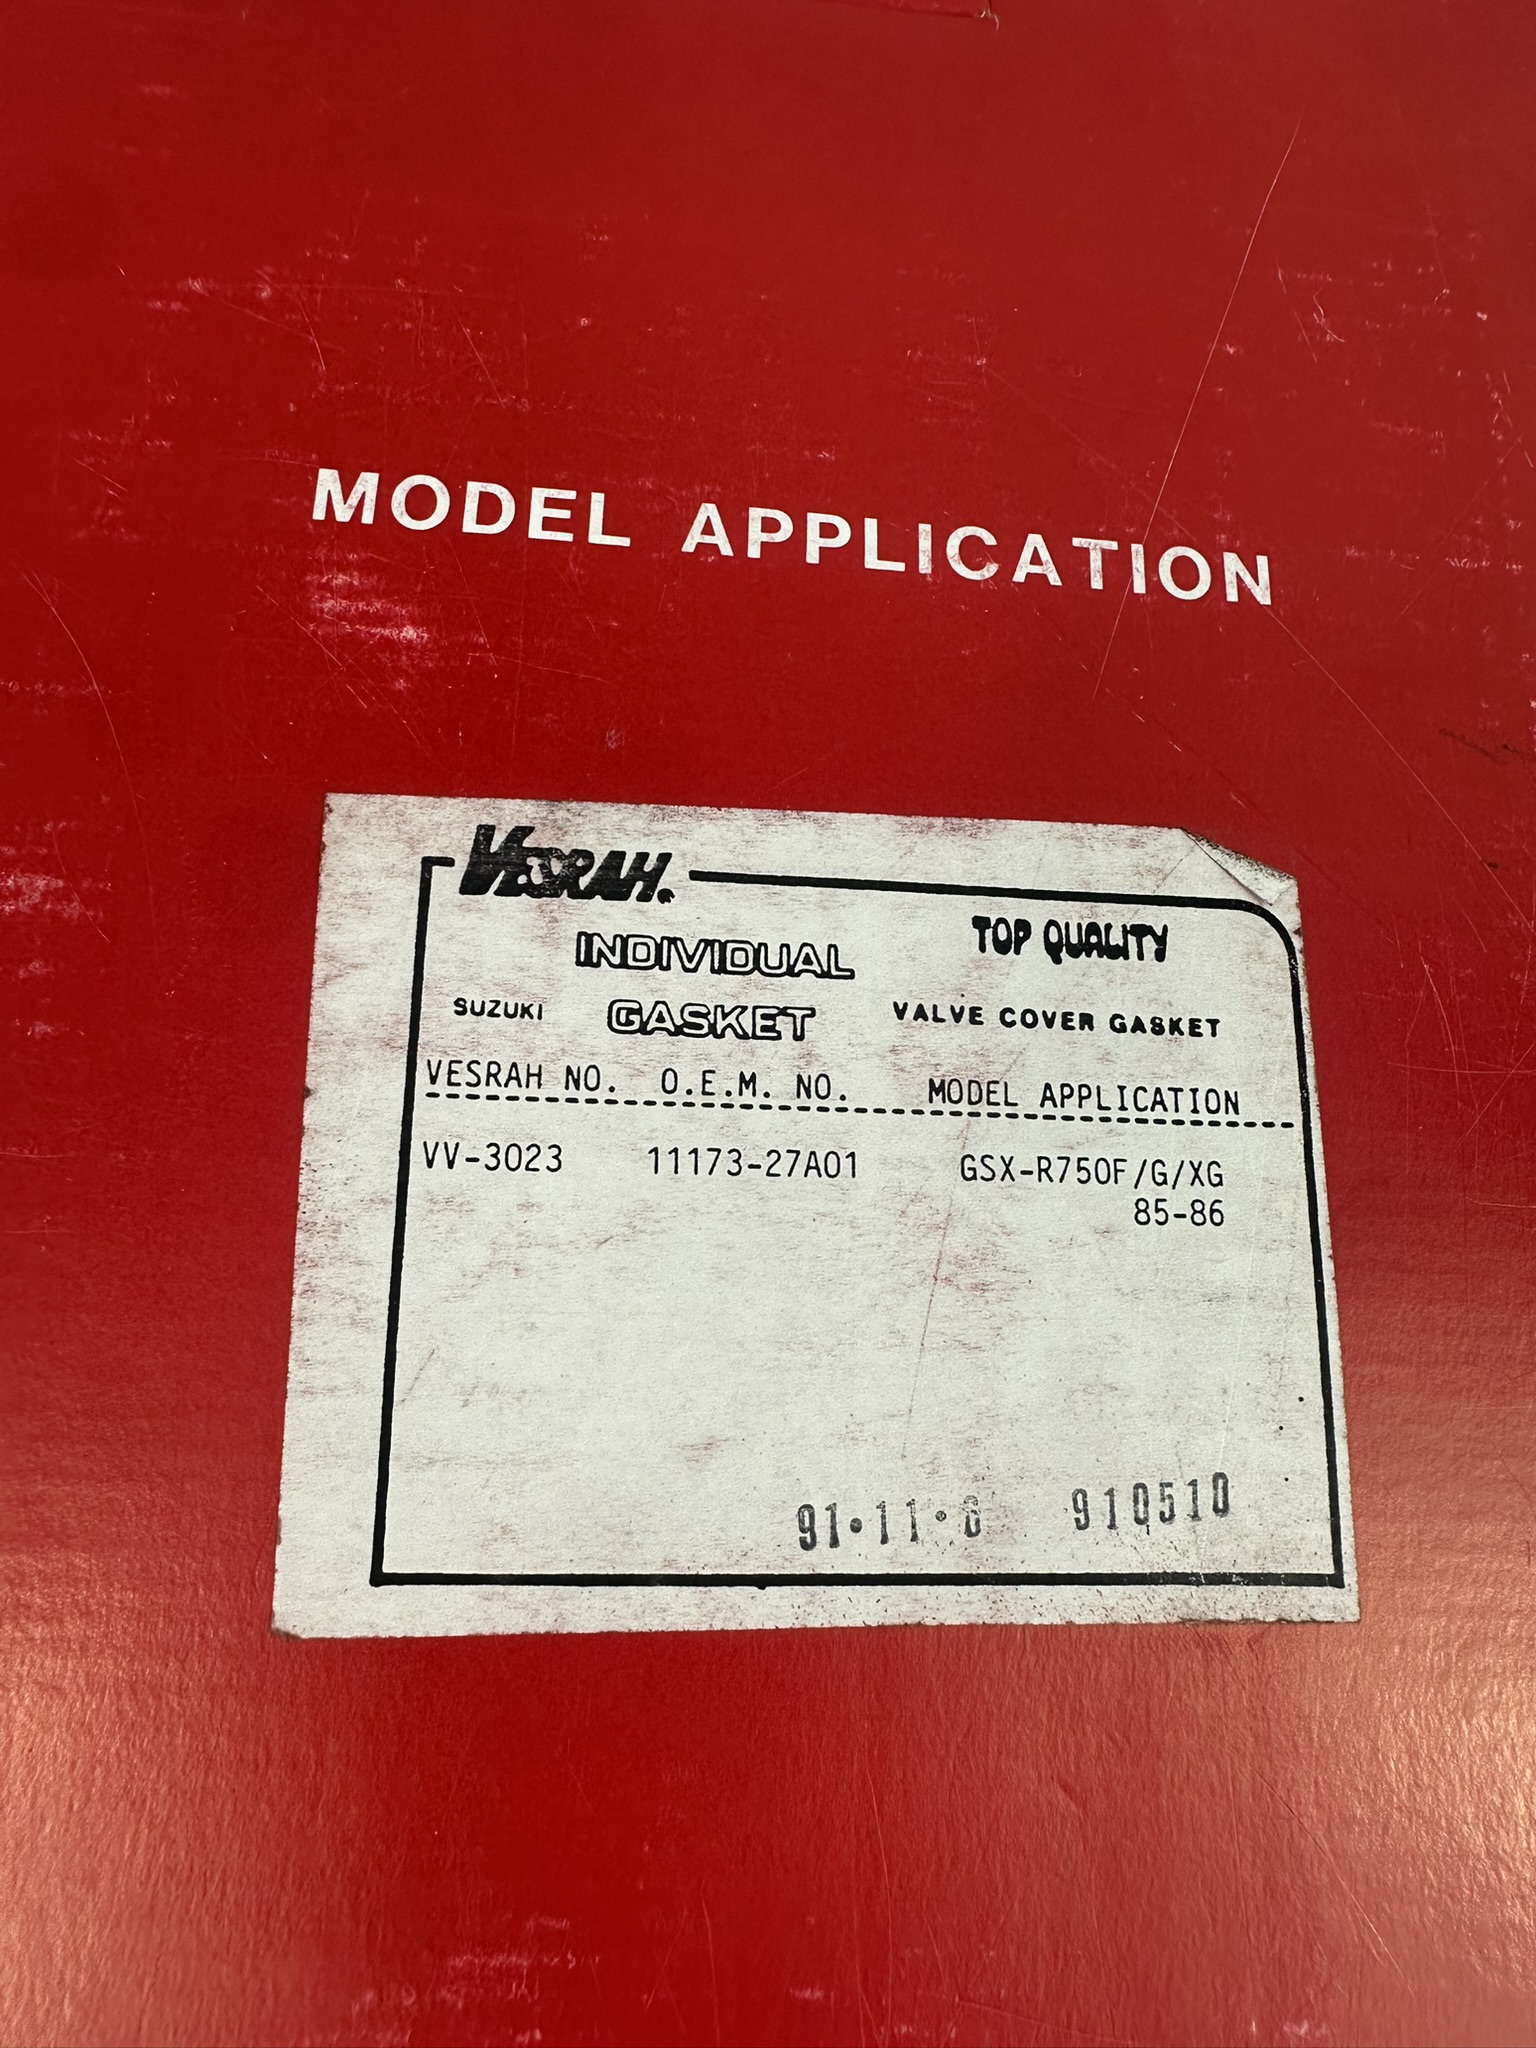 MODEL APPLICATION
VESRAH.
INDIVIDUAL TOP QUALITY
SUZUKI GASKET VALVE COVER GASKET
VESRAH NO. O.E.M. NO. MODEL APPLICATION
VV-3023 11173-27A01 GSX-R750F/G/XG
85-86
91•11•6 910510